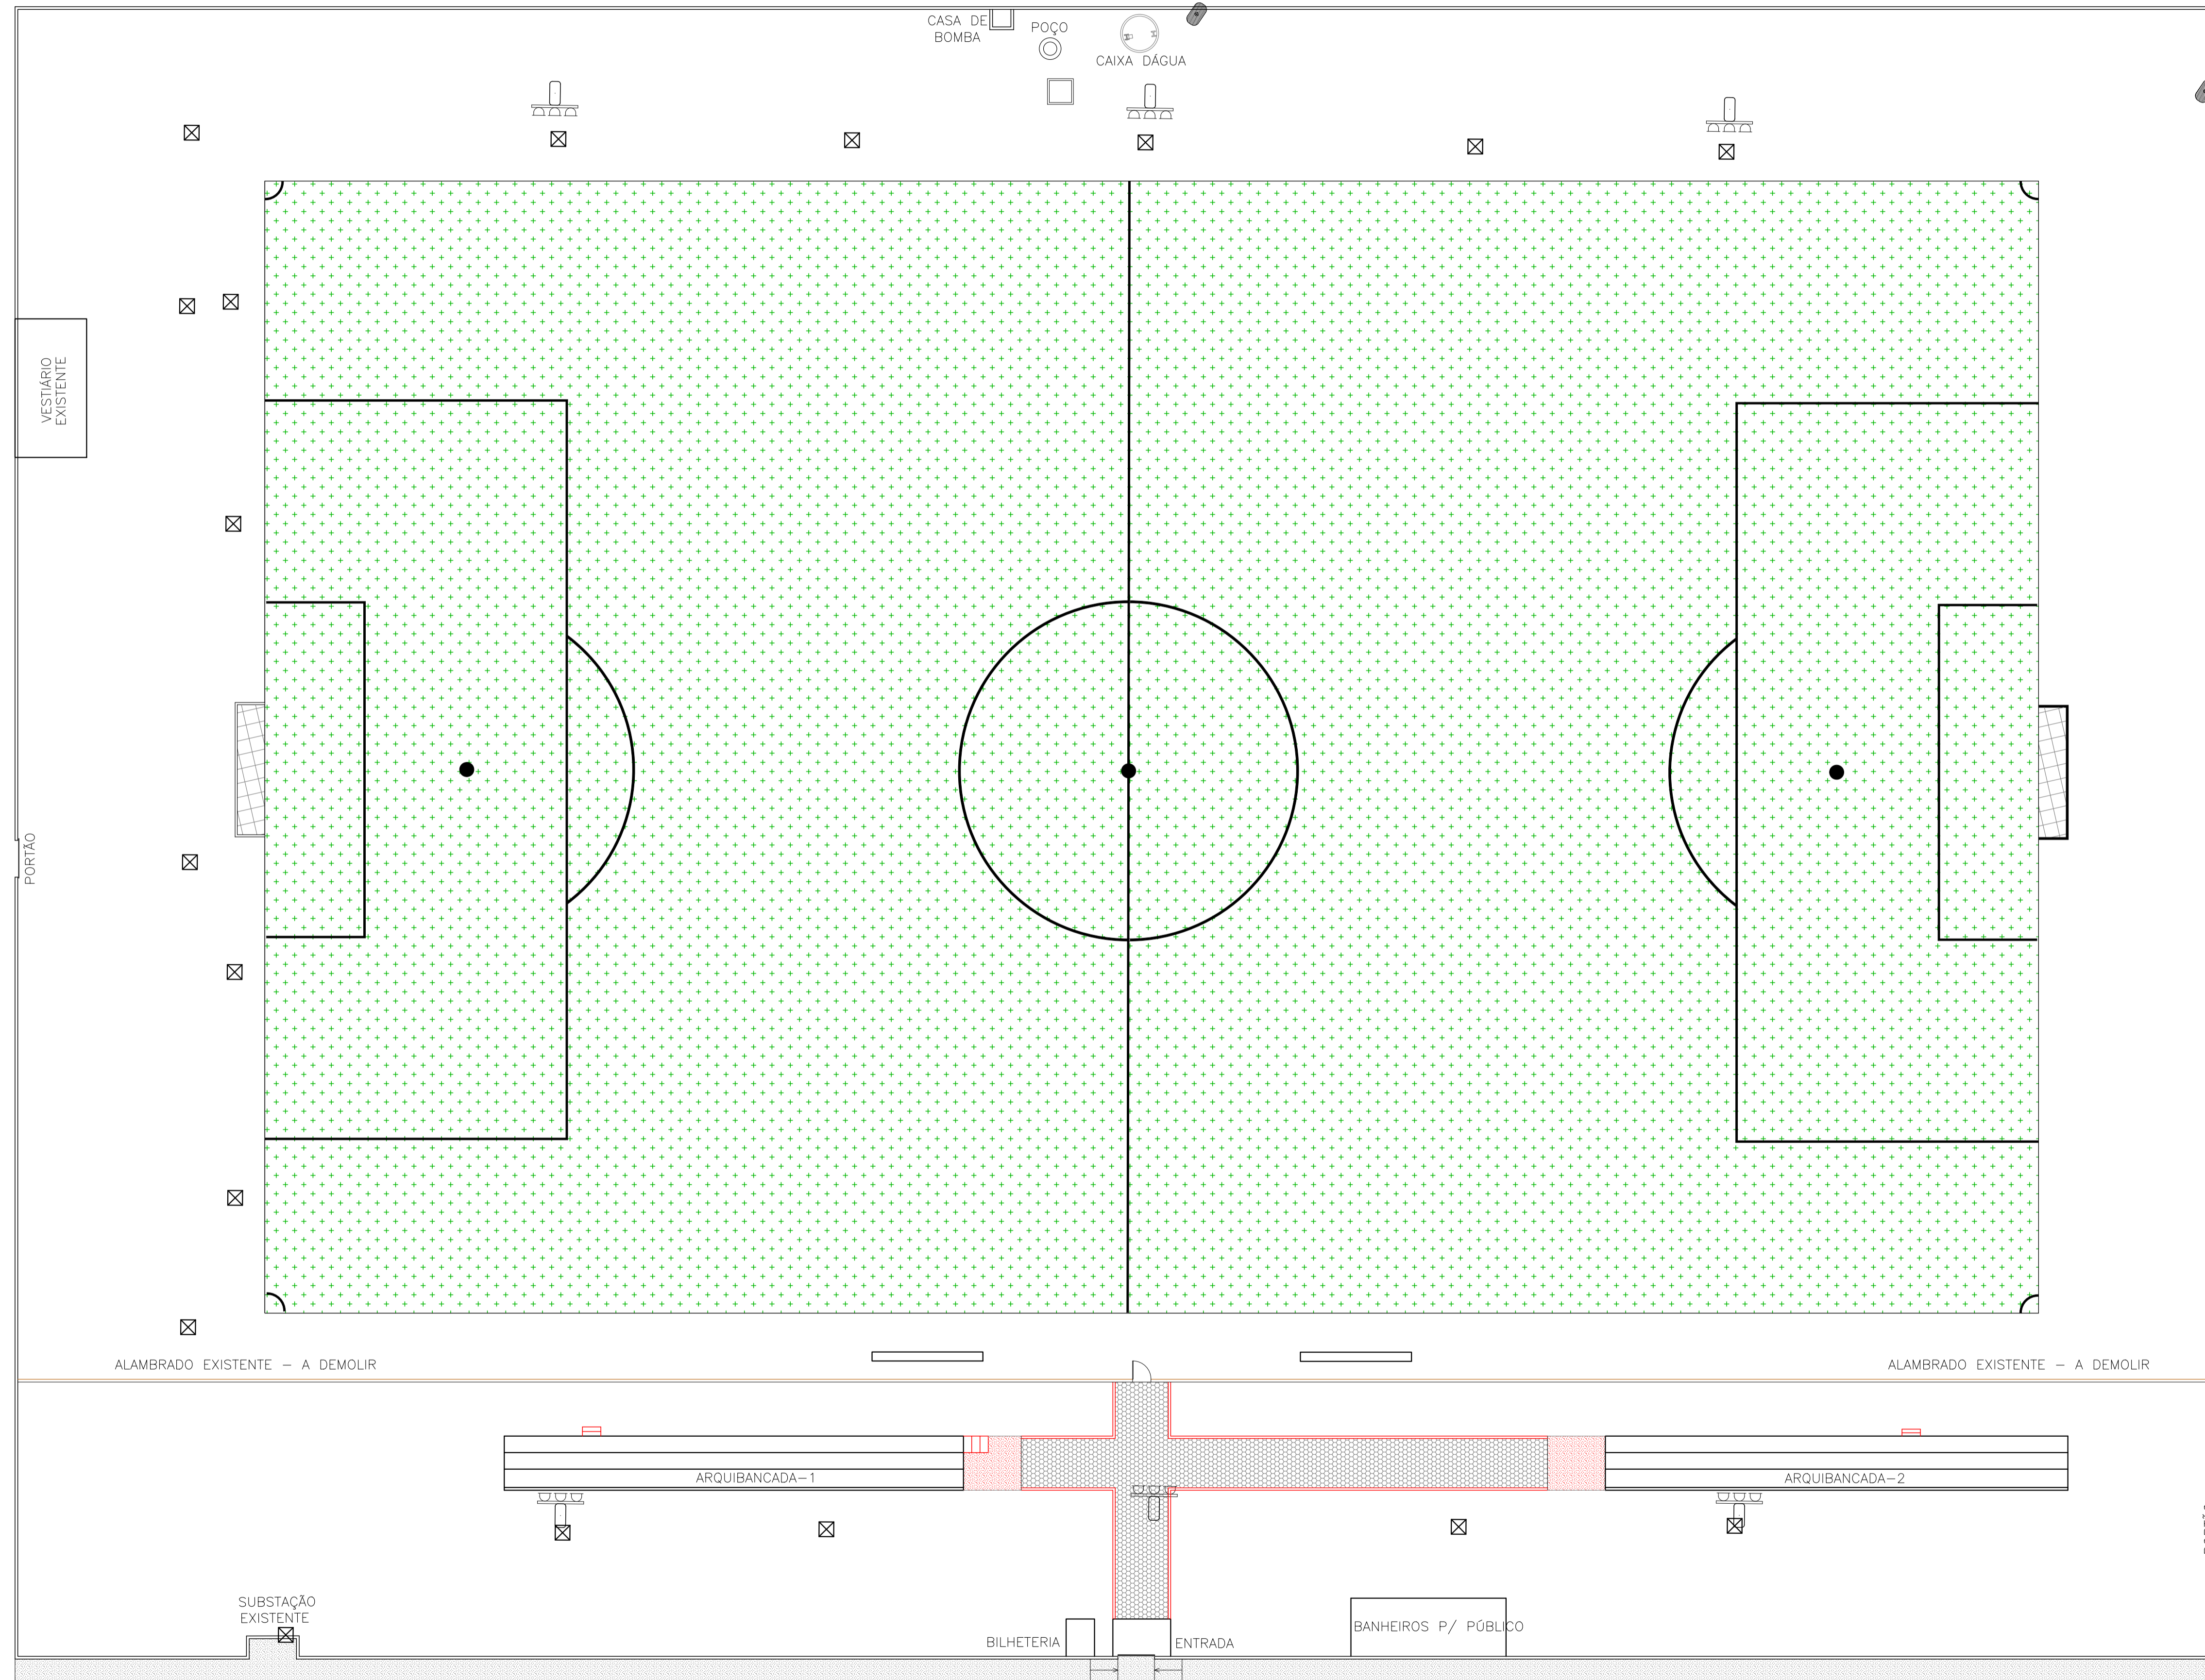 CASA DE
BOMBA
POÇO
CAIXA DÁGUA
VESTIÁRIO
EXISTENTE
PORTÃO
ALAMBRADO EXISTENTE – A DEMOLIR
ALAMBRADO EXISTENTE – A DEMOLIR
ARQUIBANCADA–1
ARQUIBANCADA–2
SUBSTAÇÃO
EXISTENTE
BILHETERIA
ENTRADA
BANHEIROS P/ PÚBLICO